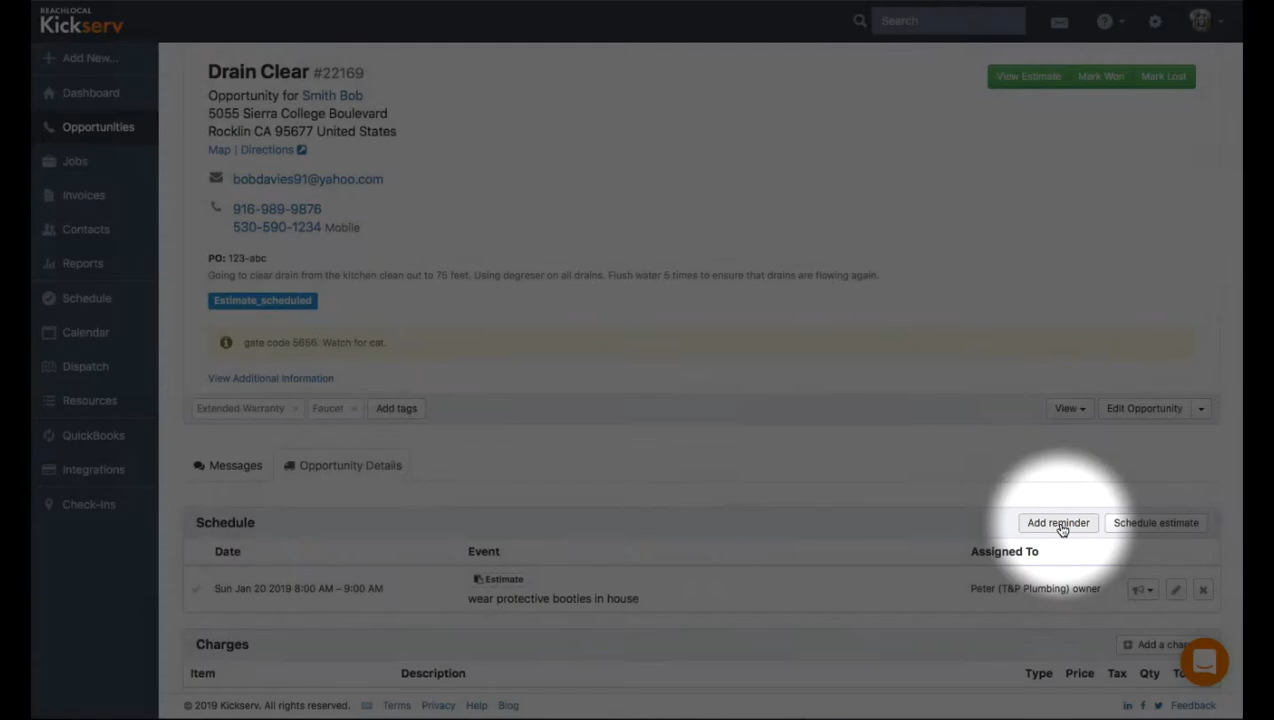 REACHLOCAL
Kickserv
Search
Add New...
Dashboard
Opportunities
Jobs
Invoices
Contacts
Reports
Schedule
Calendar
Dispatch
Resources
QuickBooks
Integrations
Check-Ins
Drain Clear #22169
View Estimate Mark Won Mark Lost
Opportunity for Smith Bob
5055 Sierra College Boulevard
Rocklin CA 95677 United States
Map | Directions
bobdavies91@yahoo.com
916-989-9876
530-590-1234 Mobile
PO: 123-abc
Going to clear drain from the kitchen clean out to 75 feet. Using degreser on all drains. Flush water 5 times to ensure that drains are flowing again.
Estimate_scheduled
gate code 5656. Watch for cat.
View Additional Information
Extended-Warranty × Faucet × Add tags View Edit Opportunity
Messages Opportunity Details
Schedule Add reminder Schedule estimate
Date Event Assigned To
Sun Jan 20 2019 8:00 AM – 9:00 AM Estimate Peter (T&P Plumbing) owner
wear protective booties in house
Charges Add a char
Item Description Type Price Tax Qty To
© 2019 Kickserv. All rights reserved. Terms Privacy Help Blog in f Feedback